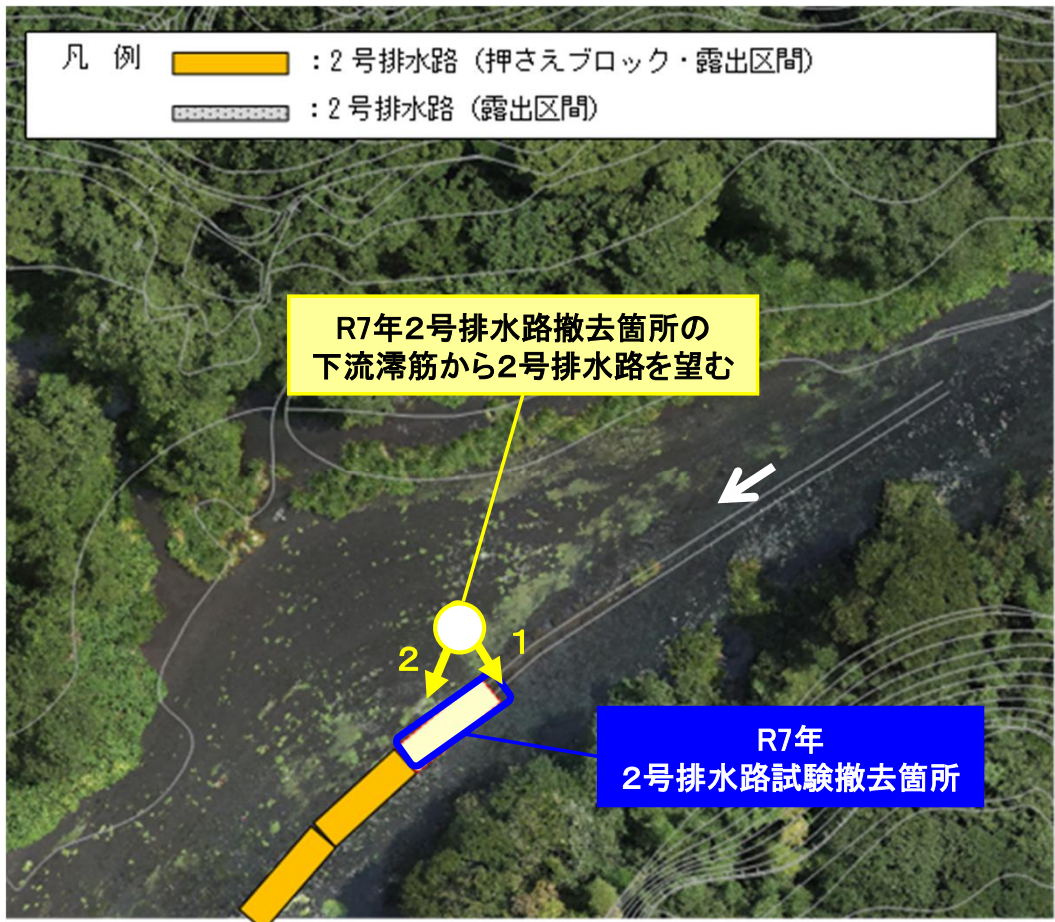 凡 例
：２号排水路（押さえブロック・露出区間）
：２号排水路（露出区間）
R7年２号排水路撤去箇所の
下流澪筋から２号排水路を望む
1
2
R7年
２号排水路試験撤去箇所